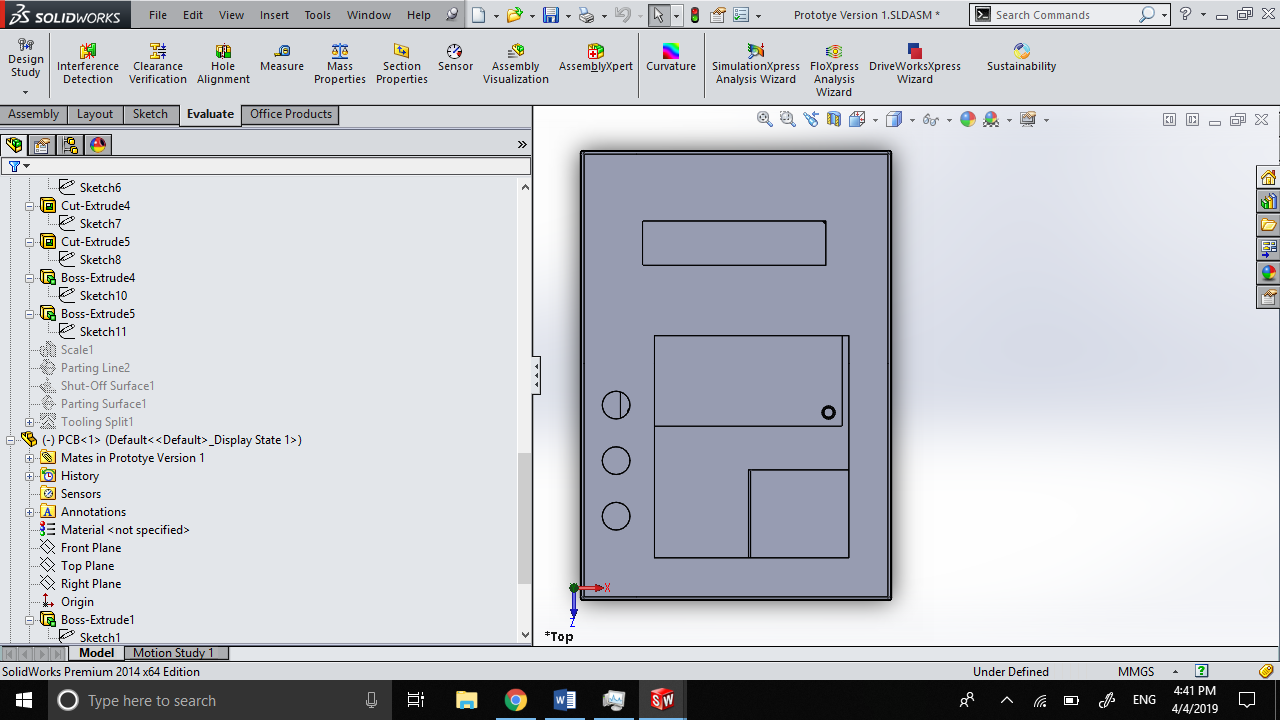 SOLIDWORKS File Edit View Insert Tools Window Help Prototye Version 1.SLDASM * Search Commands
Design Study
Interference Detection
Clearance Verification
Hole Alignment
Measure
Mass Properties
Section Properties
Sensor
Assembly Visualization
AssemblyXpert
Curvature
SimulationXpress Analysis Wizard
FloXpress Analysis Wizard
DriveWorksXpress Wizard
Sustainability
Assembly Layout Sketch Evaluate Office Products
Sketch6
Cut-Extrude4
Sketch7
Cut-Extrude5
Sketch8
Boss-Extrude4
Sketch10
Boss-Extrude5
Sketch11
Scale1
Parting Line2
Shut-Off Surface1
Parting Surface1
Tooling Split1
(-) PCB<1> (Default<<Default>_Display State 1>)
Mates in Prototye Version 1
History
Sensors
Annotations
Material <not specified>
Front Plane
Top Plane
Right Plane
Origin
Boss-Extrude1
Sketch1
X
Z
*Top
Model Motion Study 1
SolidWorks Premium 2014 x64 Edition Under Defined MMGS
Type here to search ENG 4:41 PM
4/4/2019